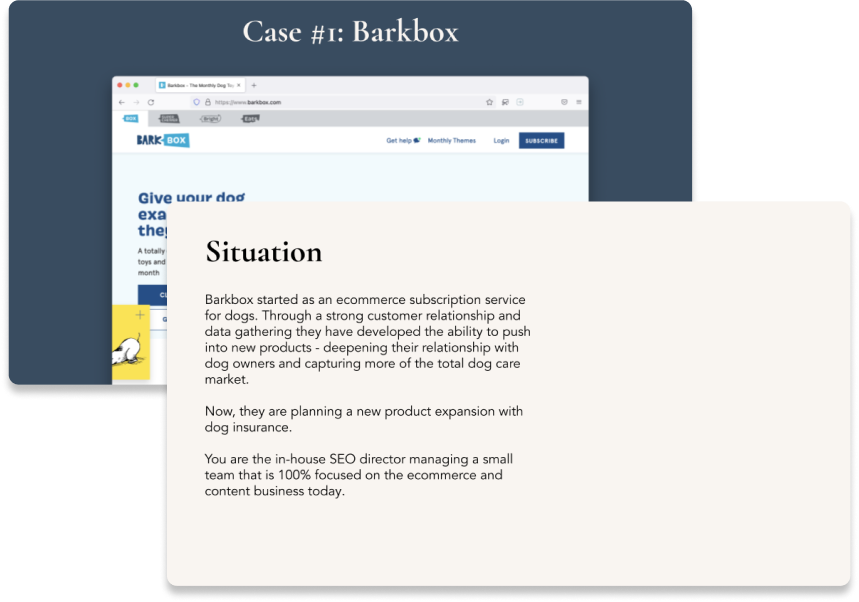 Case #1: Barkbox
Barkbox - The Monthly Dog Toy
https://www.barkbox.com
BOX
Bright
Eats
BARK BOX
Get help
Monthly Themes
Login
SUBSCRIBE
Give your dog
exa
they
A totally
toys and
month
CL
G
Situation
Barkbox started as an ecommerce subscription service
for dogs. Through a strong customer relationship and
data gathering they have developed the ability to push
into new products - deepening their relationship with
dog owners and capturing more of the total dog care
market.
Now, they are planning a new product expansion with
dog insurance.
You are the in-house SEO director managing a small
team that is 100% focused on the ecommerce and
content business today.